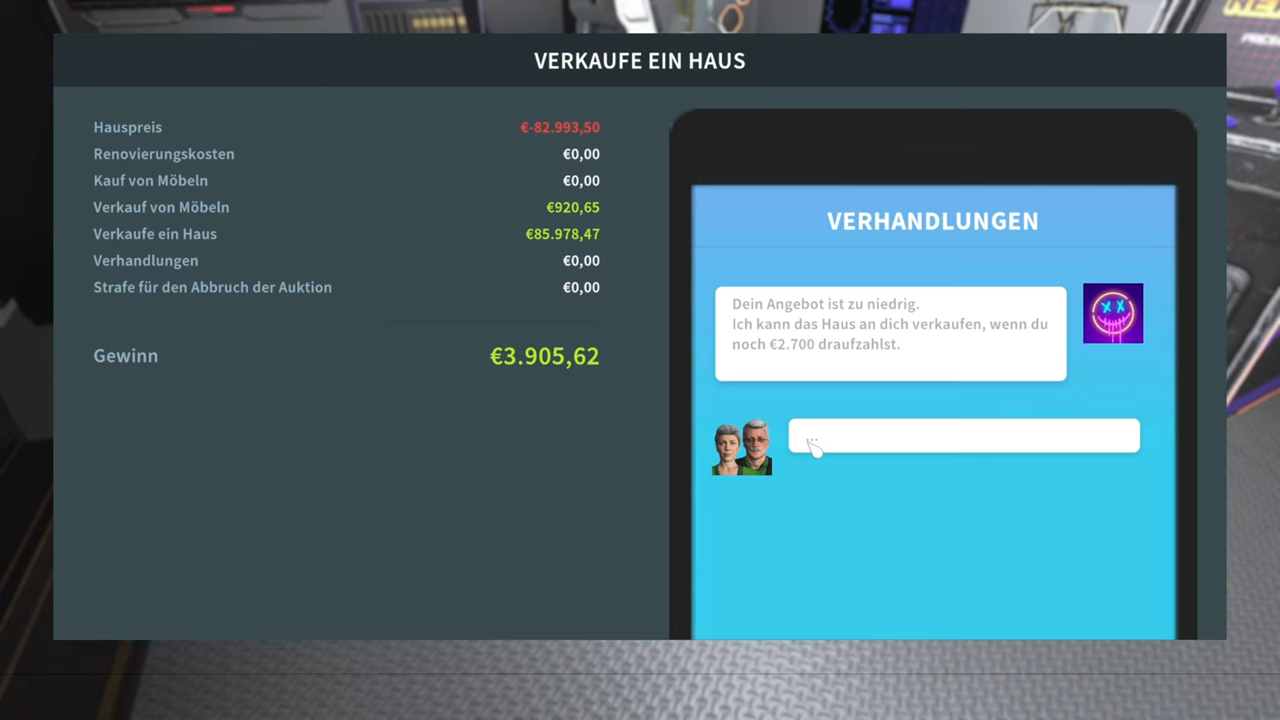 VERKAUFE EIN HAUS
Hauspreis €-82.993,50
Renovierungskosten €0,00
Kauf von Möbeln €0,00
Verkauf von Möbeln €920,65
Verkaufe ein Haus €85.978,47
Verhandlungen €0,00
Strafe für den Abbruch der Auktion €0,00
Gewinn €3.905,62
VERHANDLUNGEN
Dein Angebot ist zu niedrig.
Ich kann das Haus an dich verkaufen, wenn du
noch €2.700 draufzahlst.
...